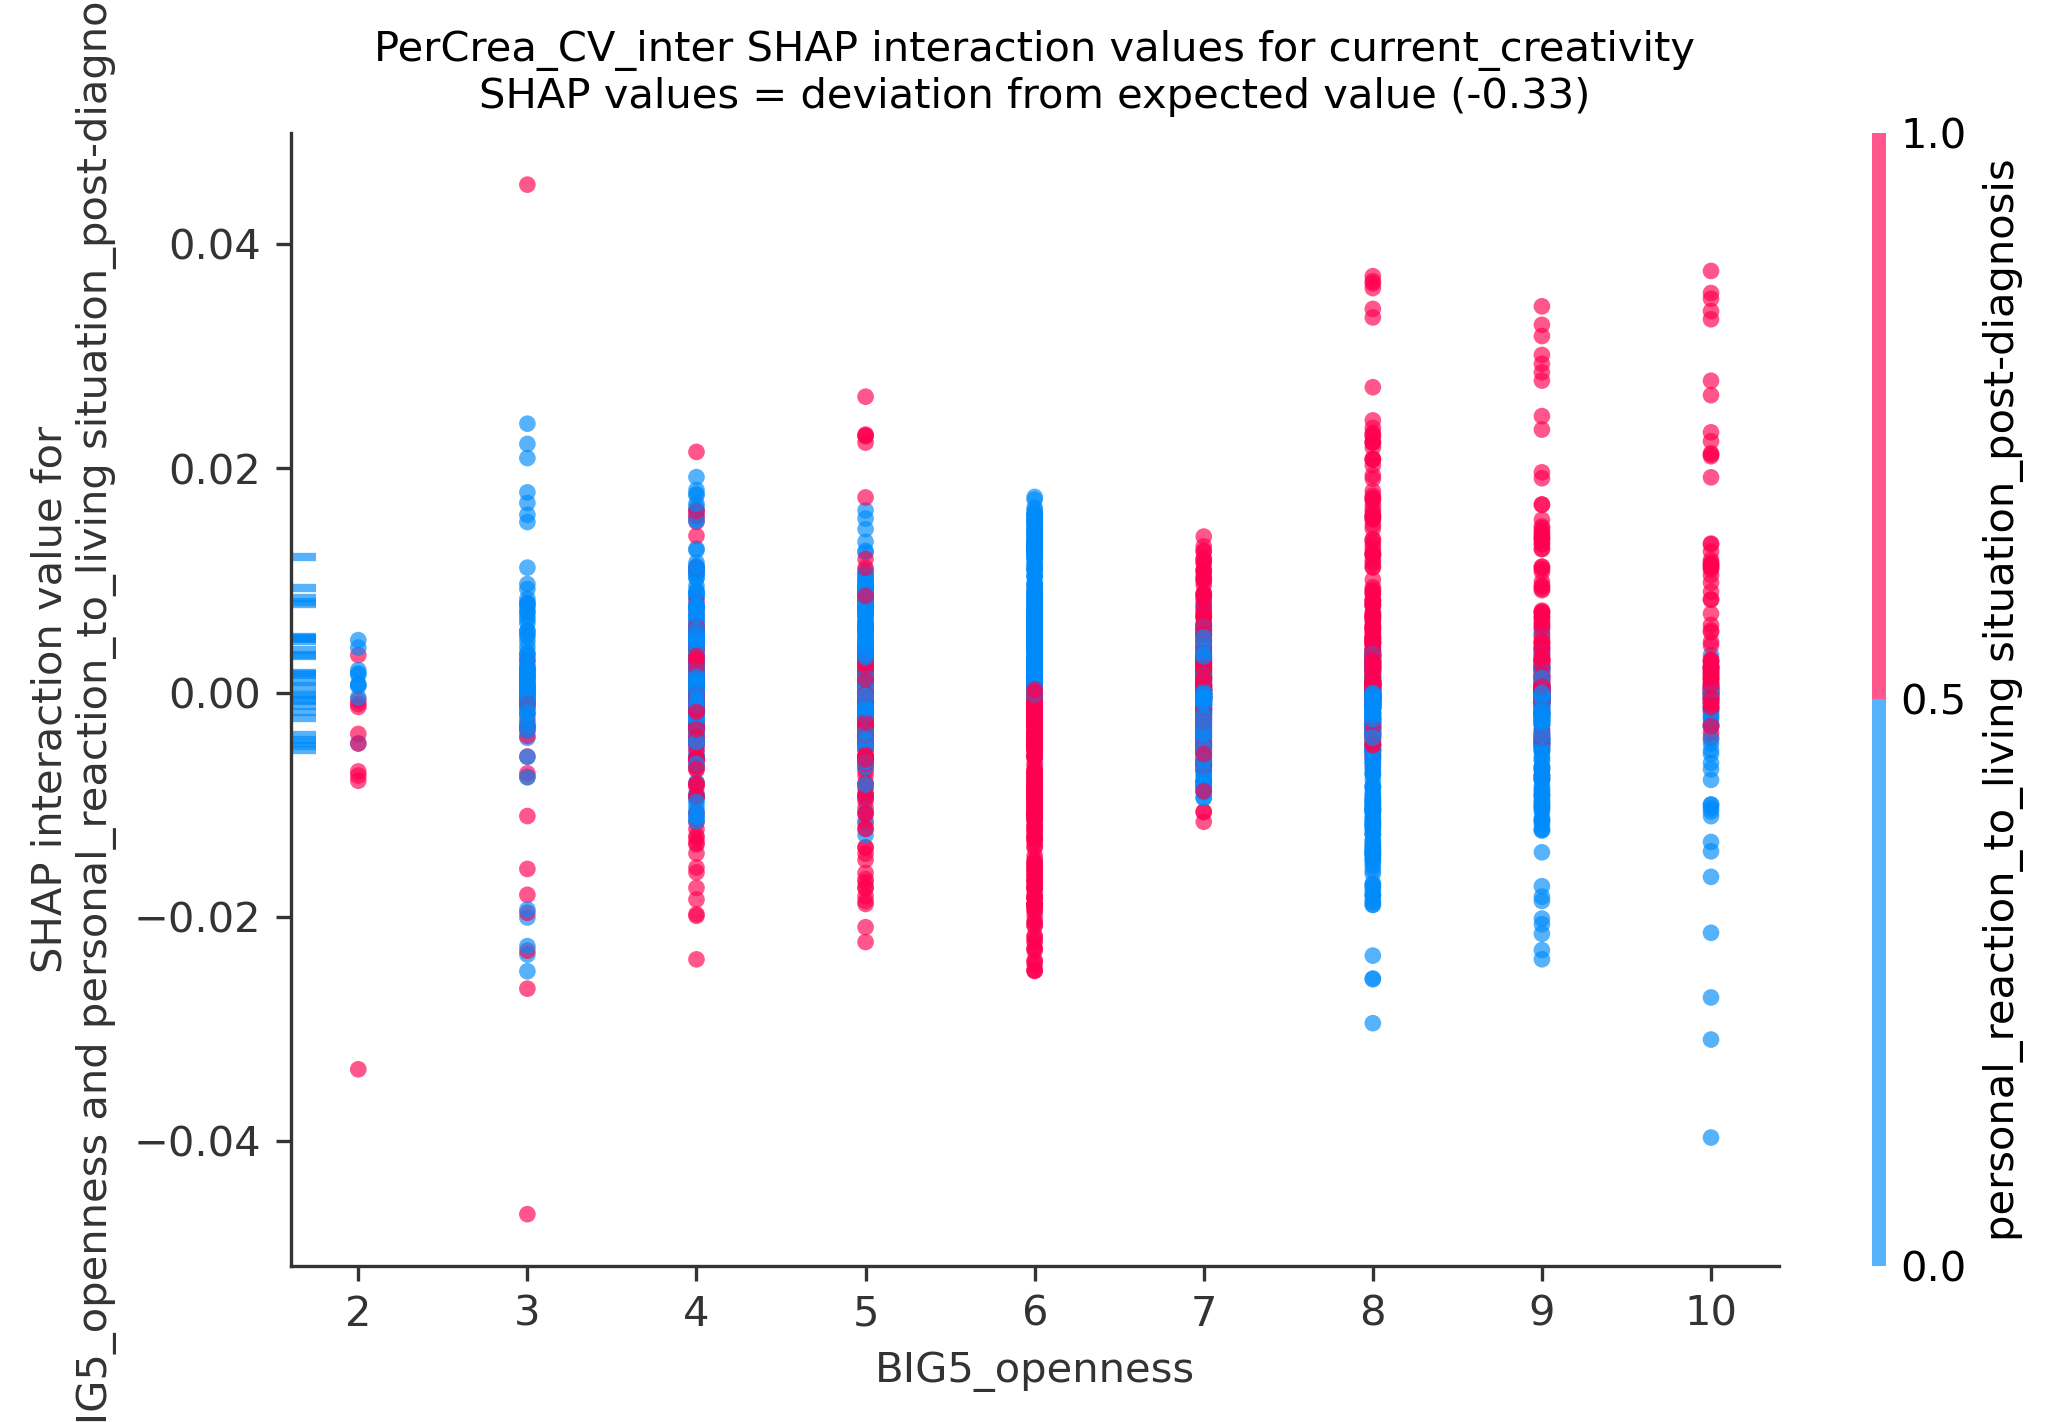 PerCrea_CV_inter SHAP interaction values for current_creativity
SHAP values = deviation from expected value (-0.33)
SHAP interaction value for
IG5_openness and personal_reaction_to_living situation_post-diagno
0.04
0.02
0.00
−0.02
−0.04
2 3 4 5 6 7 8 9 10
BIG5_openness
1.0
0.5
0.0
personal_reaction_to_living situation_post-diagnosis